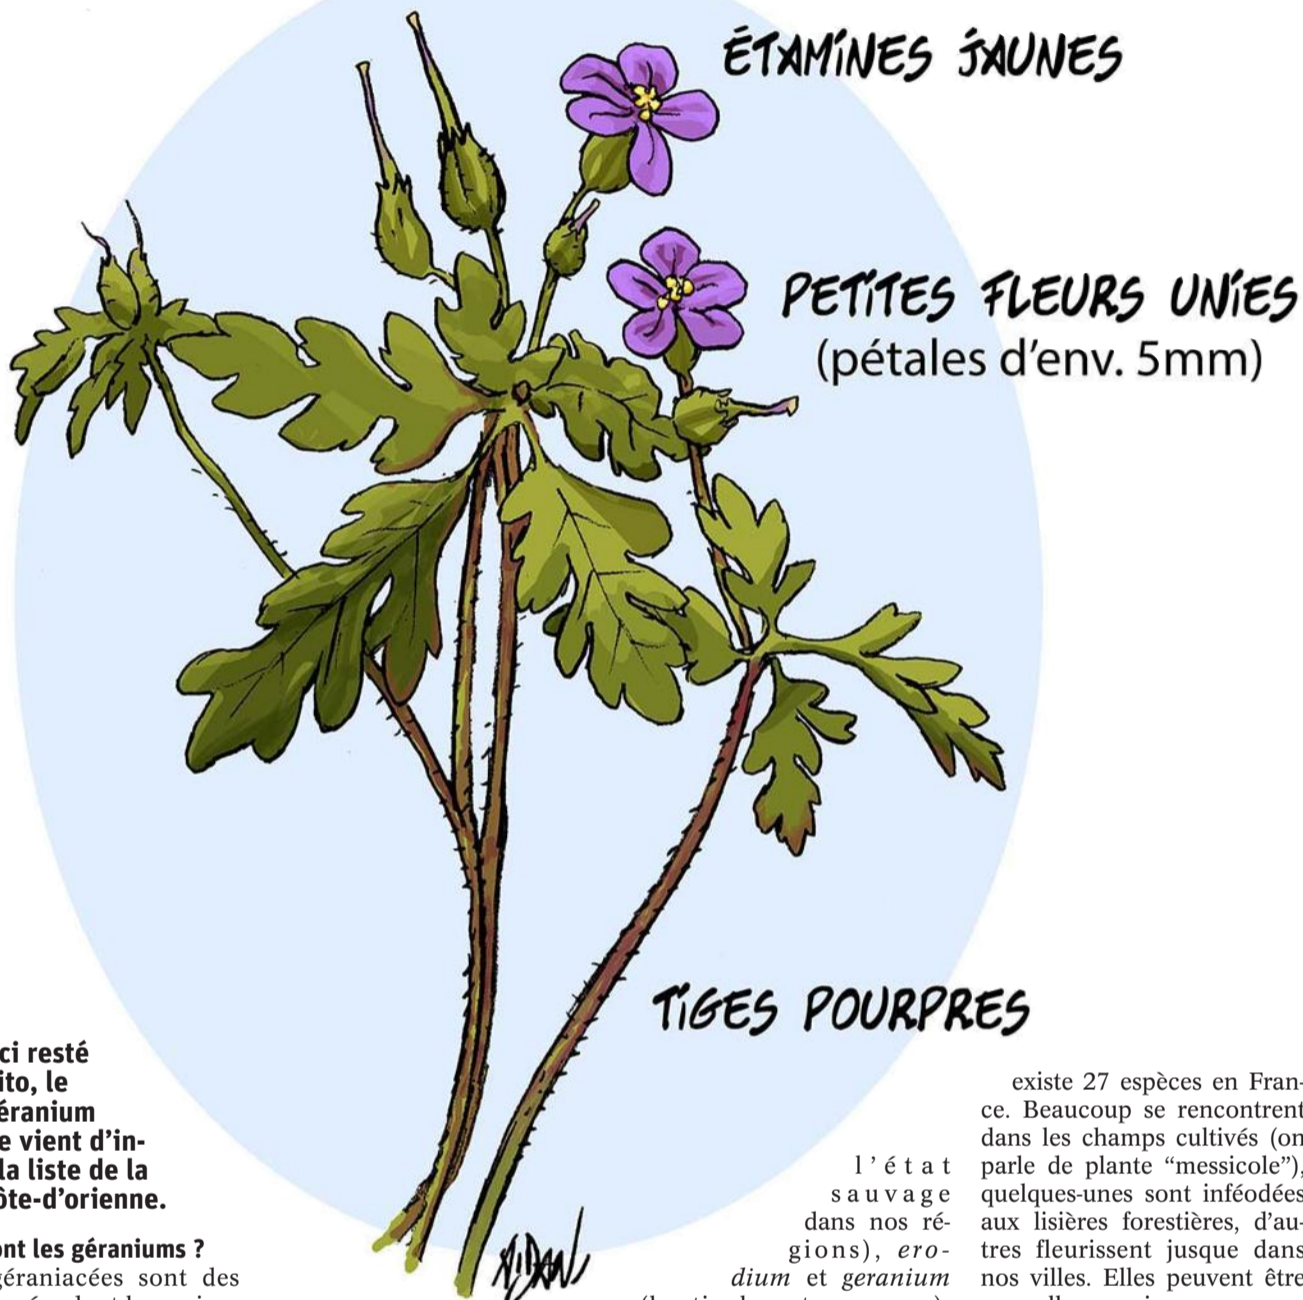 ÉTAMINES JAUNES
PETITES FLEURS UNIES
(pétales d'env. 5mm)
TIGES POURPRES
ci resté
ito, le
éranium
e vient d'in-
la liste de la
ôte-d'orienne.
ont les géraniums ?
géraniacées sont des
l'état
sauvage
dans nos ré-
gions), ero-
dium et geranium
existe 27 espèces en Fran-
ce. Beaucoup se rencontrent
dans les champs cultivés (on
parle de plante “messicole”),
quelques-unes sont inféodées
aux lisières forestières, d'au-
tres fleurissent jusque dans
nos villes. Elles peuvent être